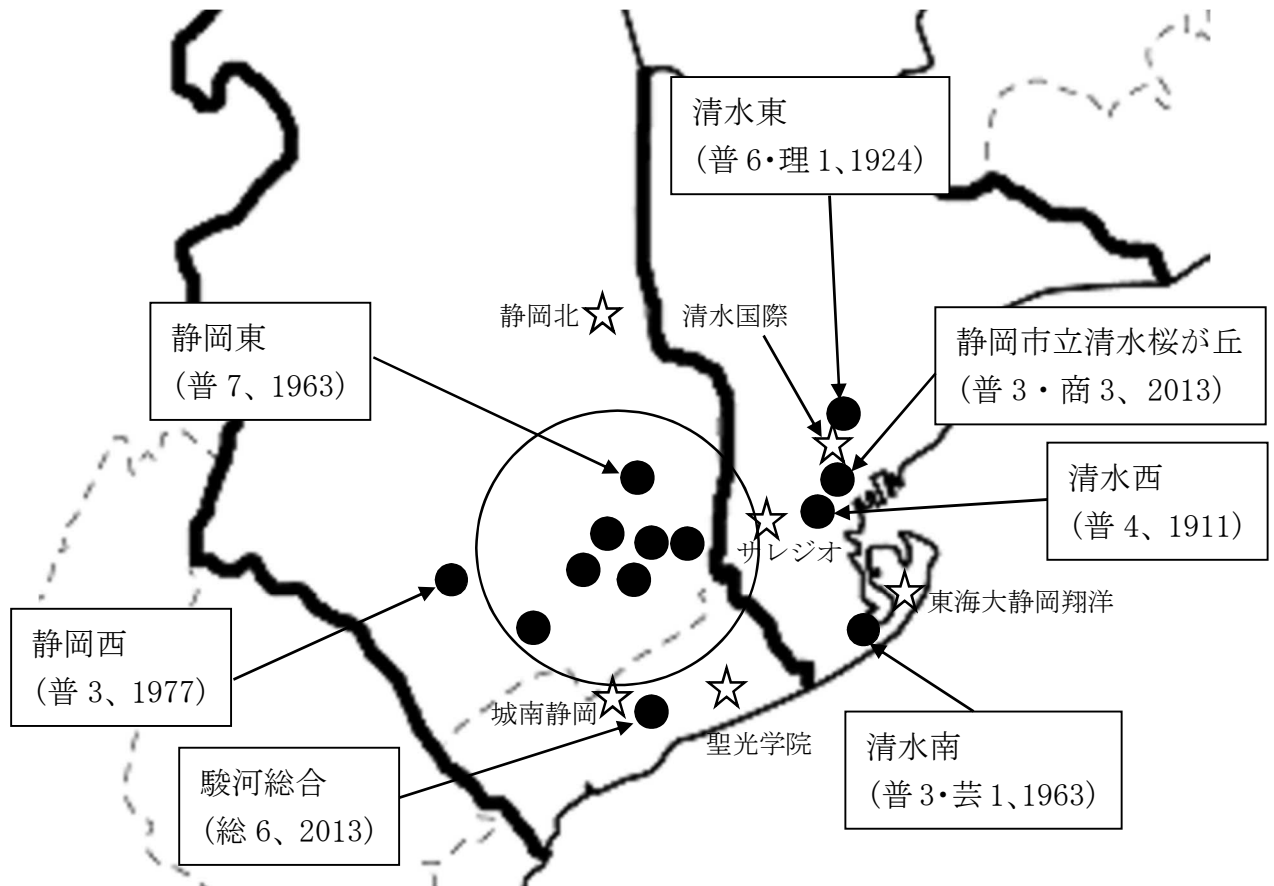 清水東
(普 6・理 1、1924)
静岡北
清水国際
静岡東
(普 7、1963)
静岡市立清水桜が丘
(普 3・商 3、2013)
清水西
(普 4、1911)
サレジオ
東海大静岡翔洋
静岡西
(普 3、1977)
城南静岡
聖光学院
清水南
(普 3・芸 1、1963)
駿河総合
(総 6、2013)